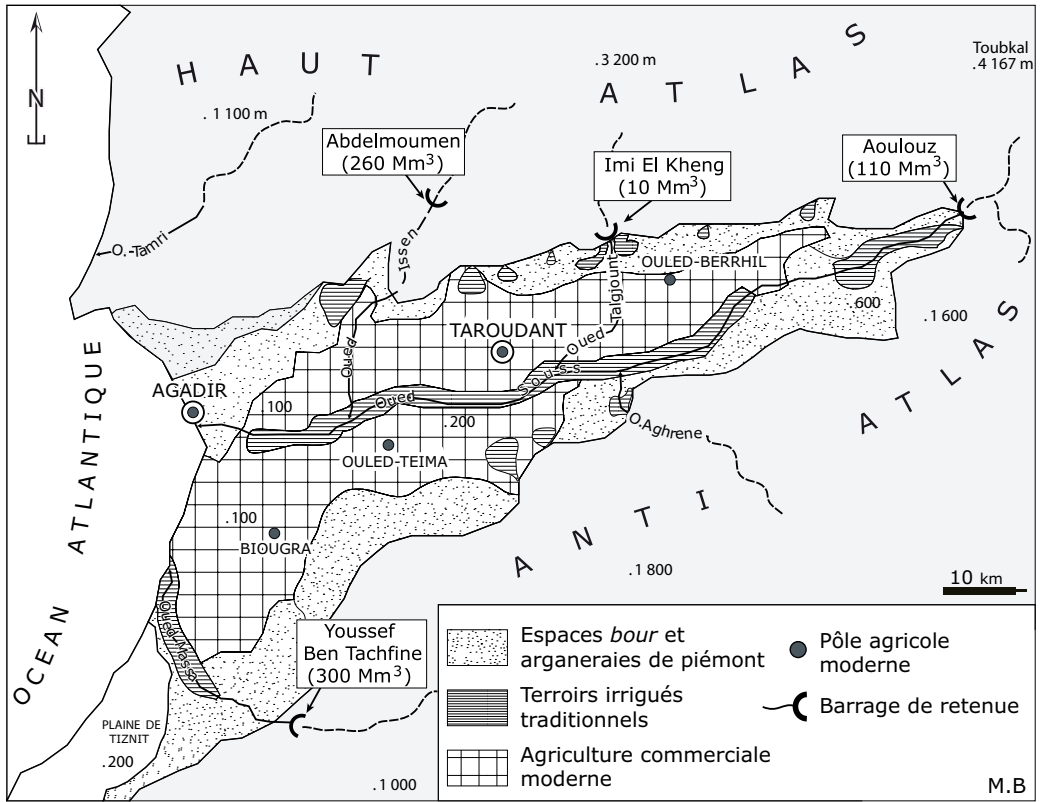 HAUT ATLAS
N
.1 100 m
.3 200 m
Toubkal
.4 167 m
Abdelmoumen
(260 Mm³)
Imi El Kheng
(10 Mm³)
Aoulouz
(110 Mm³)
O.-Tamri
Issen
Talgjount
OULED-BERRHIL
.600
.1 600
TAROUDANT
Oued
Oued
AGADIR
.100
Oued
Souss
.200
O.Aghrene
OULED-TEIMA
.100
BIOUGRA
ANTI ATLAS
.1 800
OCEAN ATLANTIQUE
10 km
Oued-Massa
Youssef
Ben Tachfine
(300 Mm³)
PLAINE DE
TIZNIT
.200
.1 000
Espaces bour et
arganeraies de piémont
Terroirs irrigués
traditionnels
Agriculture commerciale
moderne
Pôle agricole
moderne
Barrage de retenue
M.B